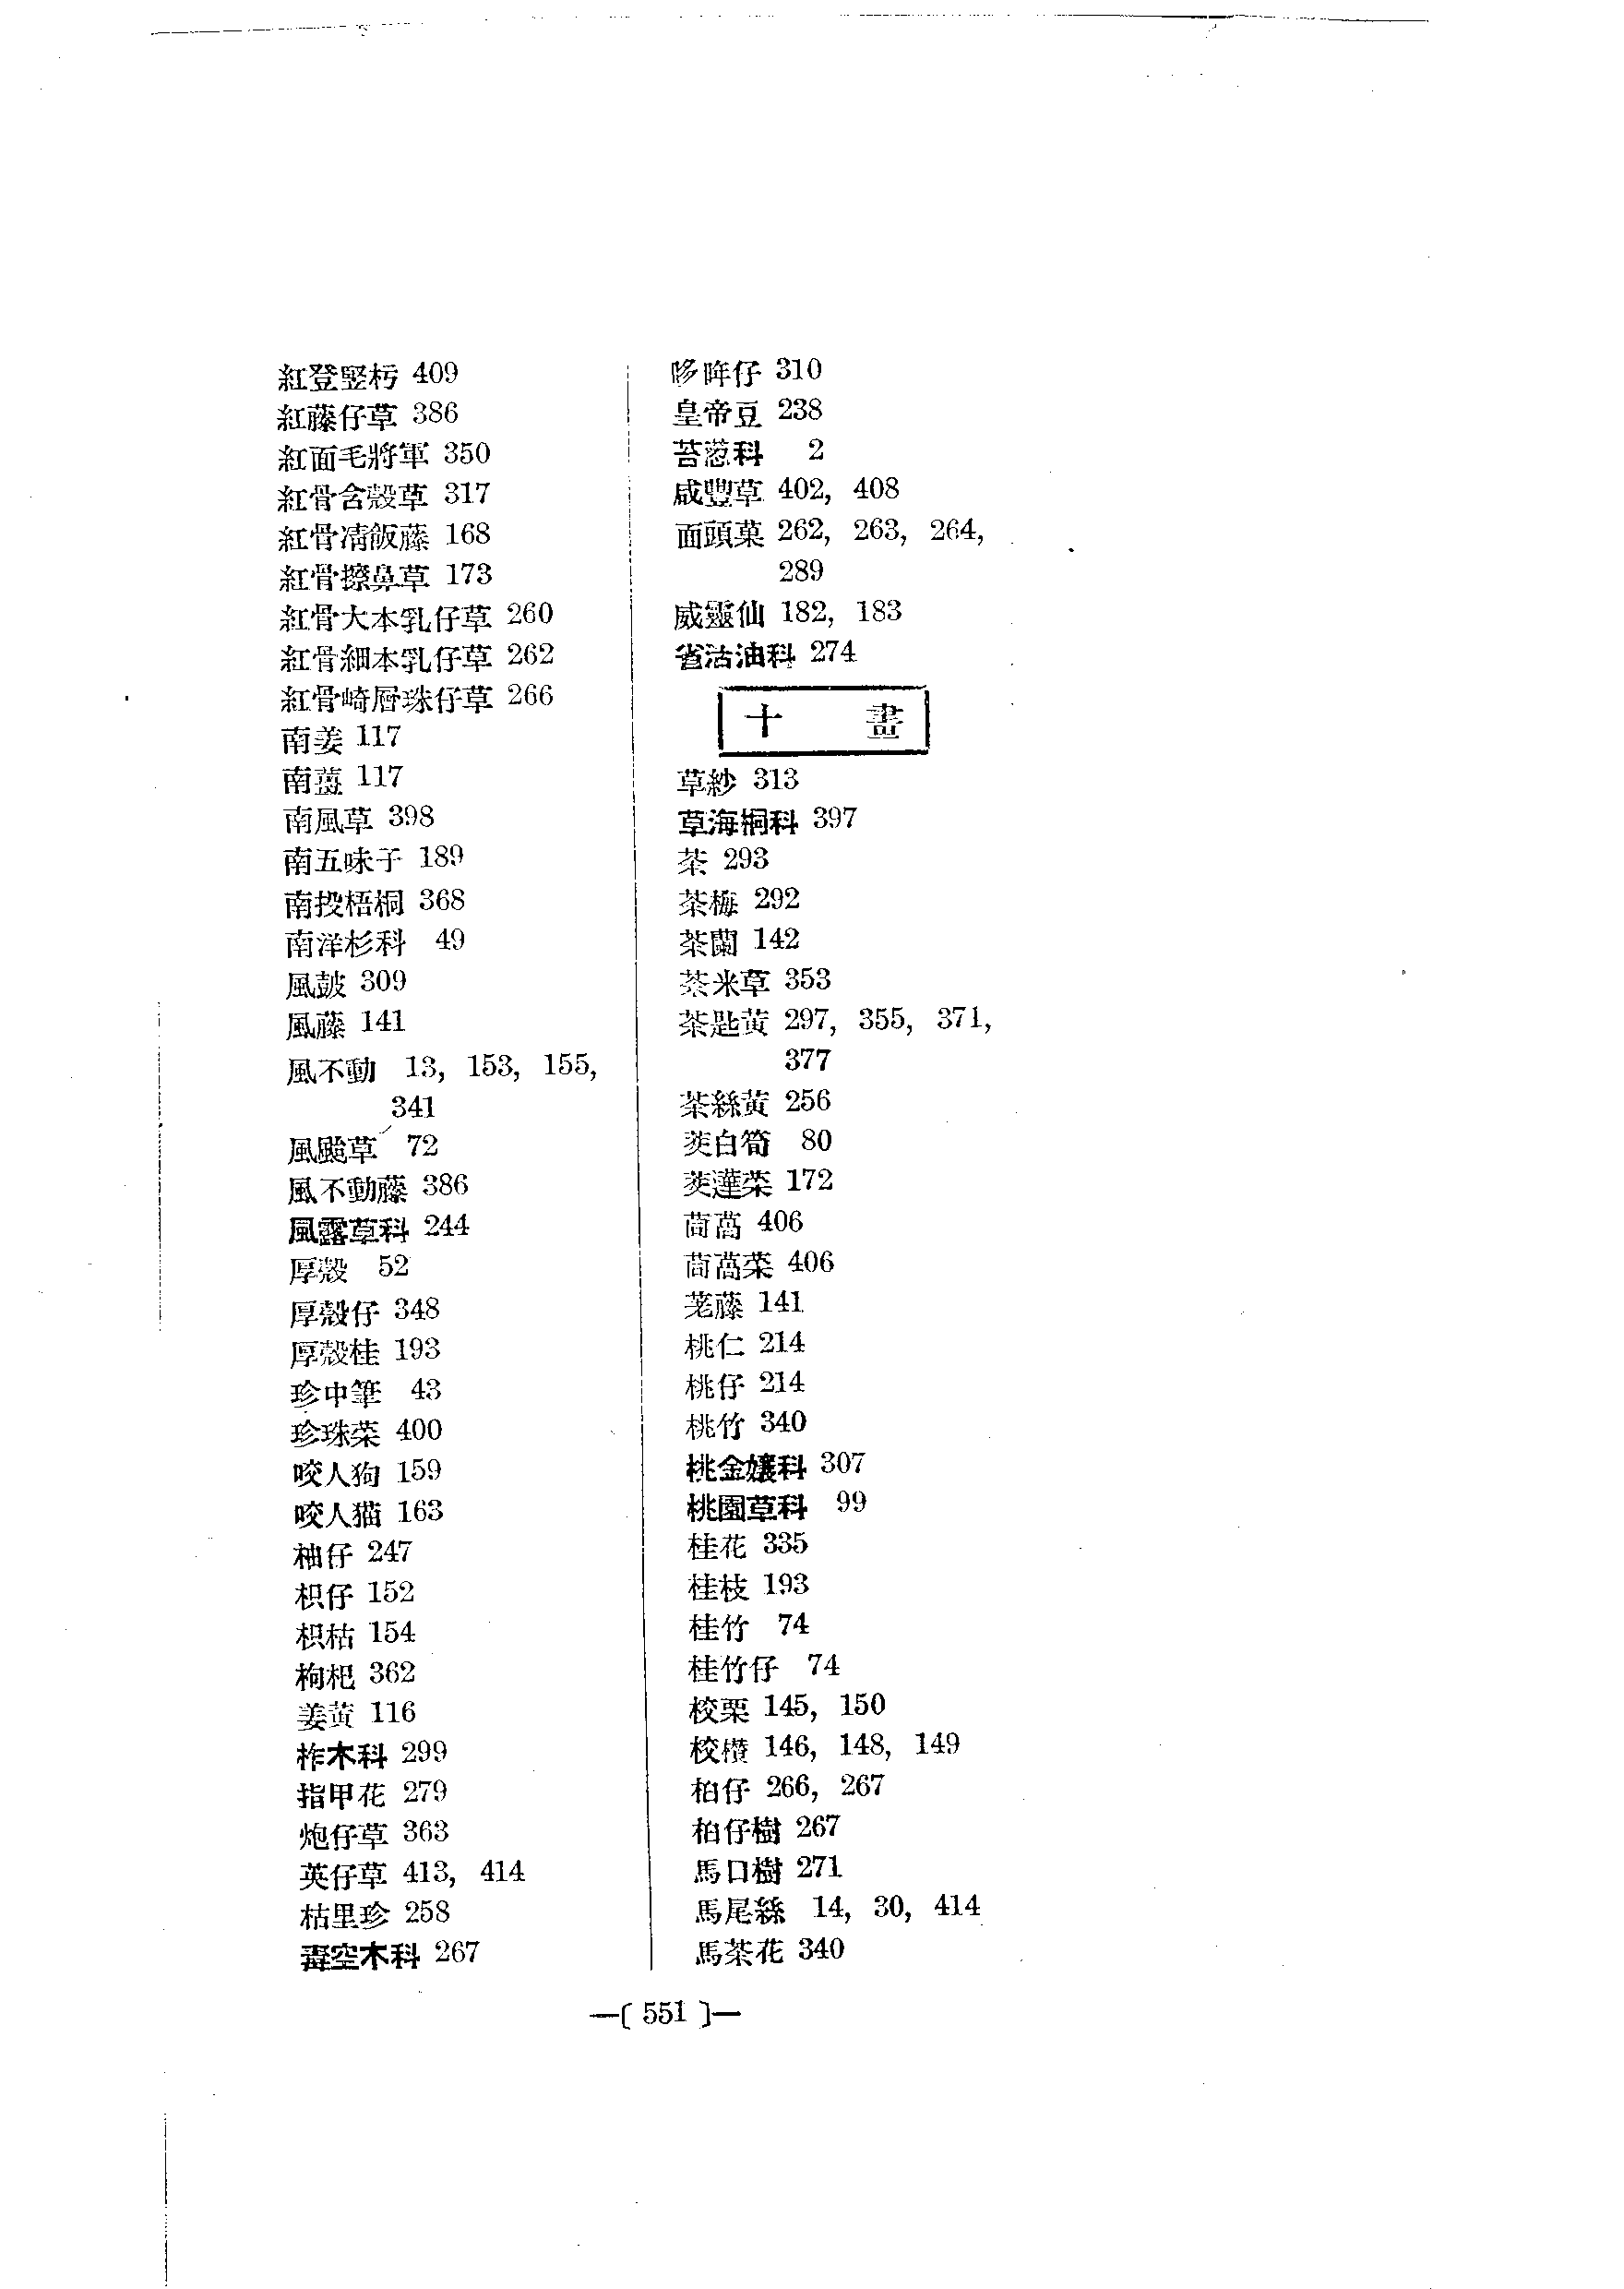 紅登堅杇 409
紅藤仔草 386
紅面毛將軍 350
紅骨含殼草 317
紅骨凊飯藤 168
紅骨擦鼻草 173
紅骨大本乳仔草 260
紅骨細本乳仔草 262
紅骨崎厝珠仔草 266
南姜 117
南薑 117
南風草 398
南五味子 189
南投梧桐 368
南洋杉科 49
風鼓 309
風藤 141
風不動 13, 153, 155,
341
風颱草 72
風不動藤 386
風露草科 244
厚殼 52
厚殼仔 348
厚殼桂 193
珍中筆 43
珍珠菜 400
咬人狗 159
咬人猫 163
柚仔 247
枳仔 152
枳枯 154
枸杞 362
姜黄 116
柞木科 299
指甲花 279
炮仔草 363
英仔草 413, 414
枯里珍 258
毒空木科 267
哆哖仔 310
皇帝豆 238
苔葱科 2
咸豐草 402, 408
面頭菓 262, 263, 264,
289
威靈仙 182, 183
省沽油科 274
十 畫
草紗 313
草海桐科 397
茶 293
茶梅 292
茶蘭 142
茶米草 353
茶匙黄 297, 355, 371,
377
茶絲黄 256
茭白筍 80
茭薘菜 172
茼萵 406
茼萵菜 406
荖藤 141
桃仁 214
桃仔 214
桃竹 340
桃金孃科 307
桃園草科 99
桂花 335
桂枝 193
桂竹 74
桂竹仔 74
校栗 145, 150
校欑 146, 148, 149
桕仔 266, 267
桕仔樹 267
馬口樹 271
馬尾絲 14, 30, 414
馬茶花 340
—[ 551 ]—